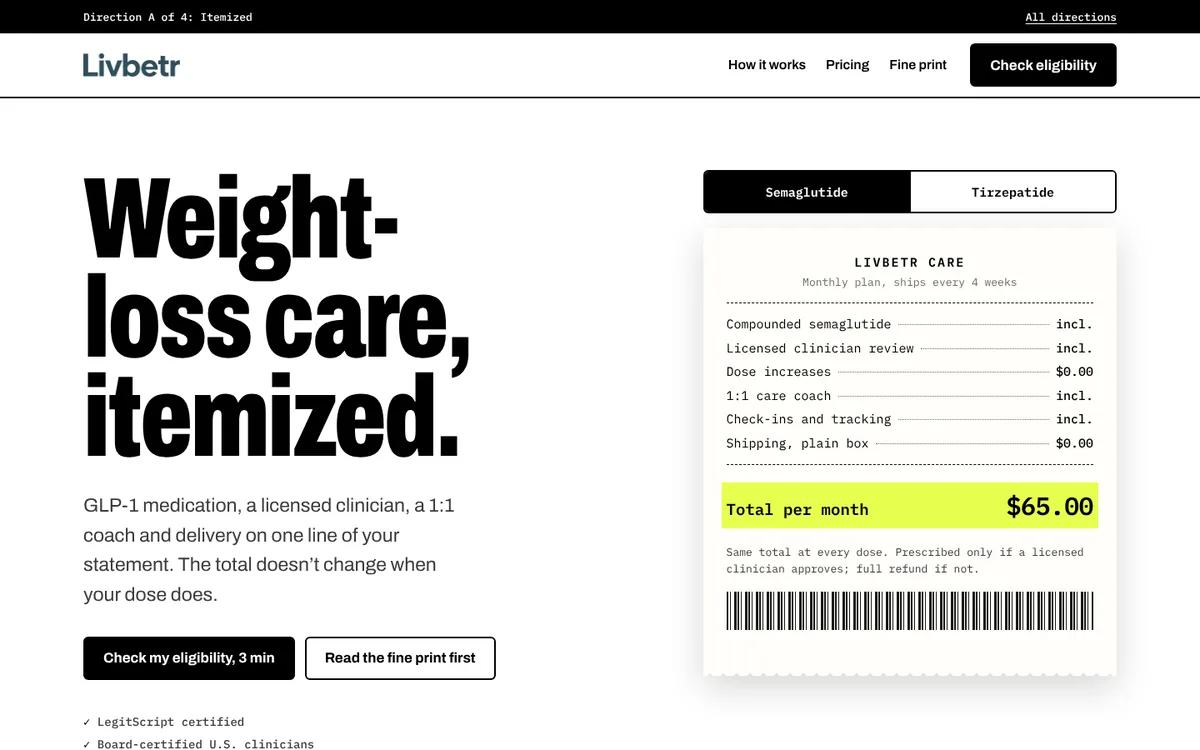 Direction A of 4: Itemized
All directions
Livbetr
How it works
Pricing
Fine print
Check eligibility
Weight-
loss care,
itemized.
GLP-1 medication, a licensed clinician, a 1:1
coach and delivery on one line of your
statement. The total doesn’t change when
your dose does.
Check my eligibility, 3 min
Read the fine print first
✓ LegitScript certified
✓ Board-certified U.S. clinicians
Semaglutide
Tirzepatide
LIVBETR CARE
Monthly plan, ships every 4 weeks
Compounded semaglutide incl.
Licensed clinician review incl.
Dose increases $0.00
1:1 care coach incl.
Check-ins and tracking incl.
Shipping, plain box $0.00
Total per month $65.00
Same total at every dose. Prescribed only if a licensed
clinician approves; full refund if not.